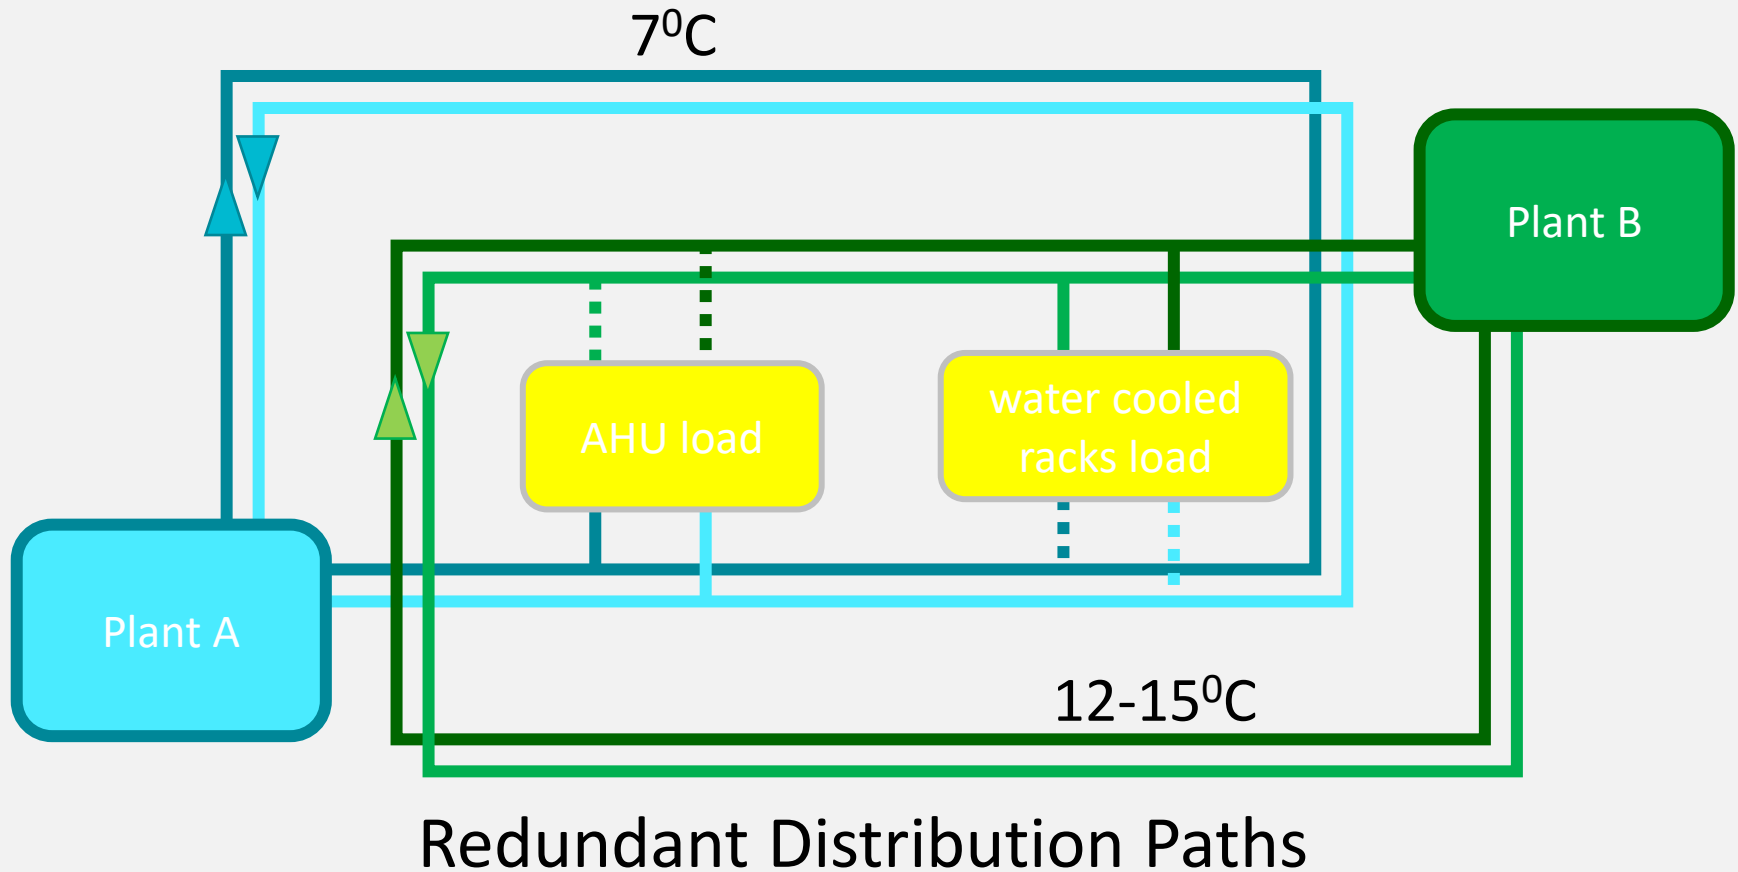 7⁰C
Plant B
water cooled
racks load
AHU load
Plant A
12-15⁰C
Redundant Distribution Paths